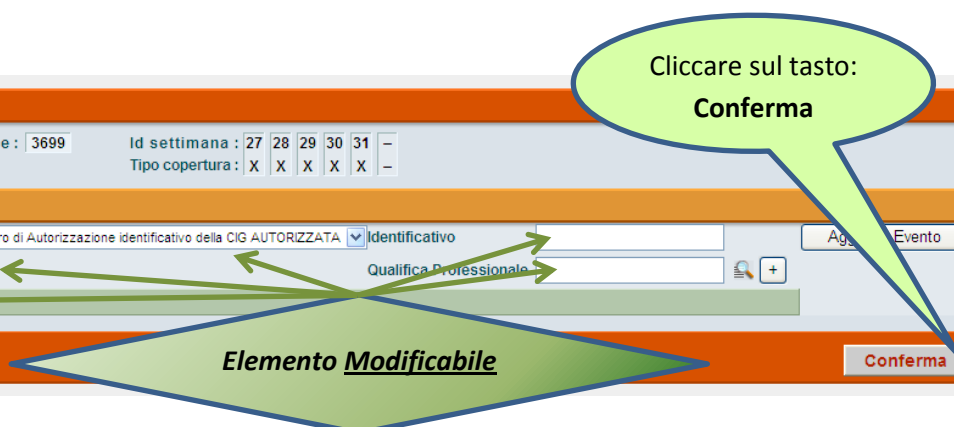 Cliccare sul tasto:
Conferma
e : 3699 Id settimana : 27 28 29 30 31 –
Tipo copertura : X X X X X –
ro di Autorizzazione identificativo della CIG AUTORIZZATA Identificativo Evento
Qualifica Professionale +
Elemento Modificabile
Conferma